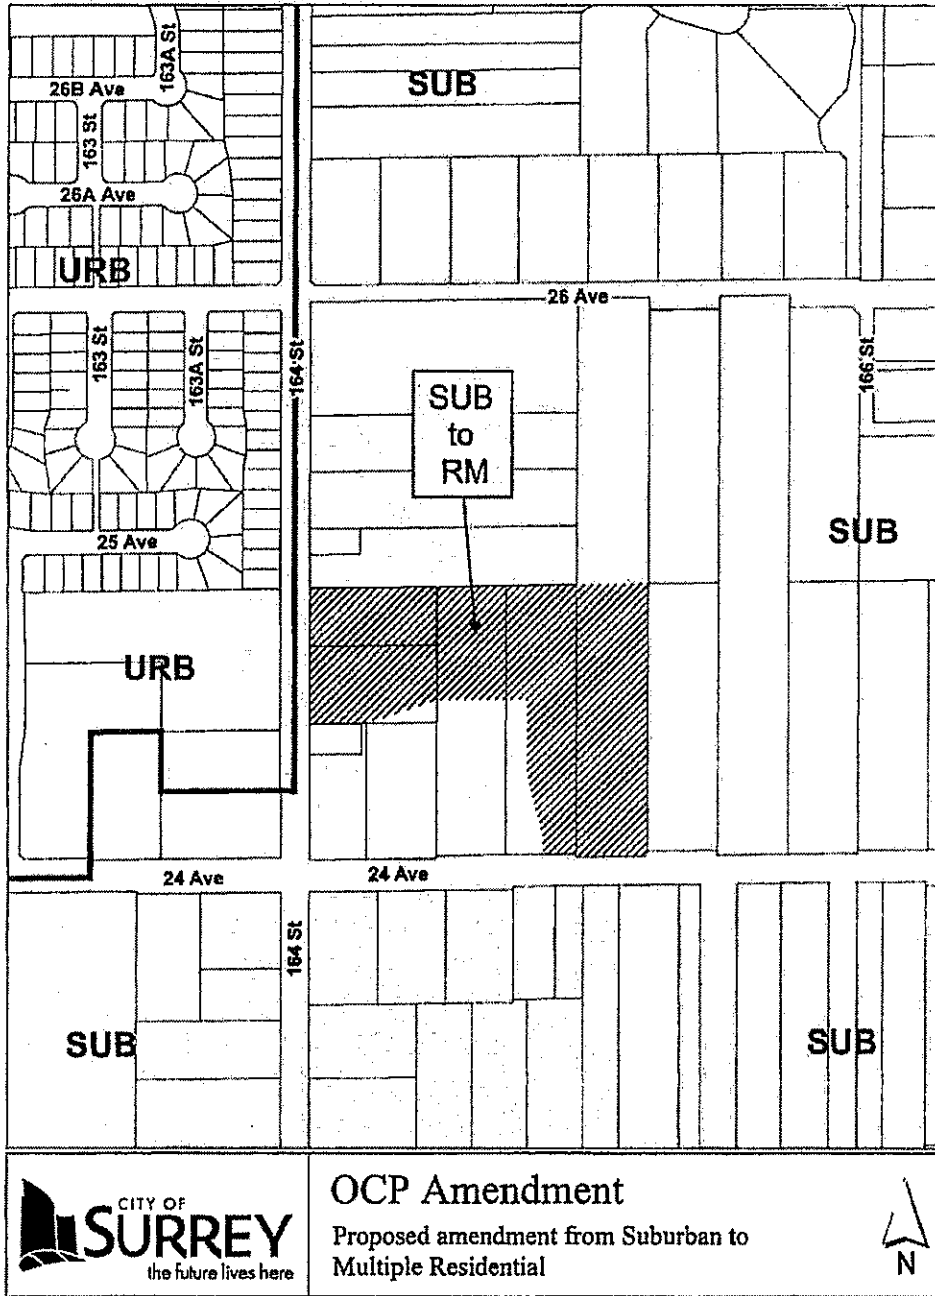 163A St
26B Ave
163 St
26A Ave
URB
SUB
26 Ave
163 St
163A St
164 St
166 St
SUB
to
RM
SUB
25 Ave
URB
24 Ave
24 Ave
164 St
SUB
SUB
CITY OF
SURREY
the future lives here
OCP Amendment
Proposed amendment from Suburban to
Multiple Residential
N